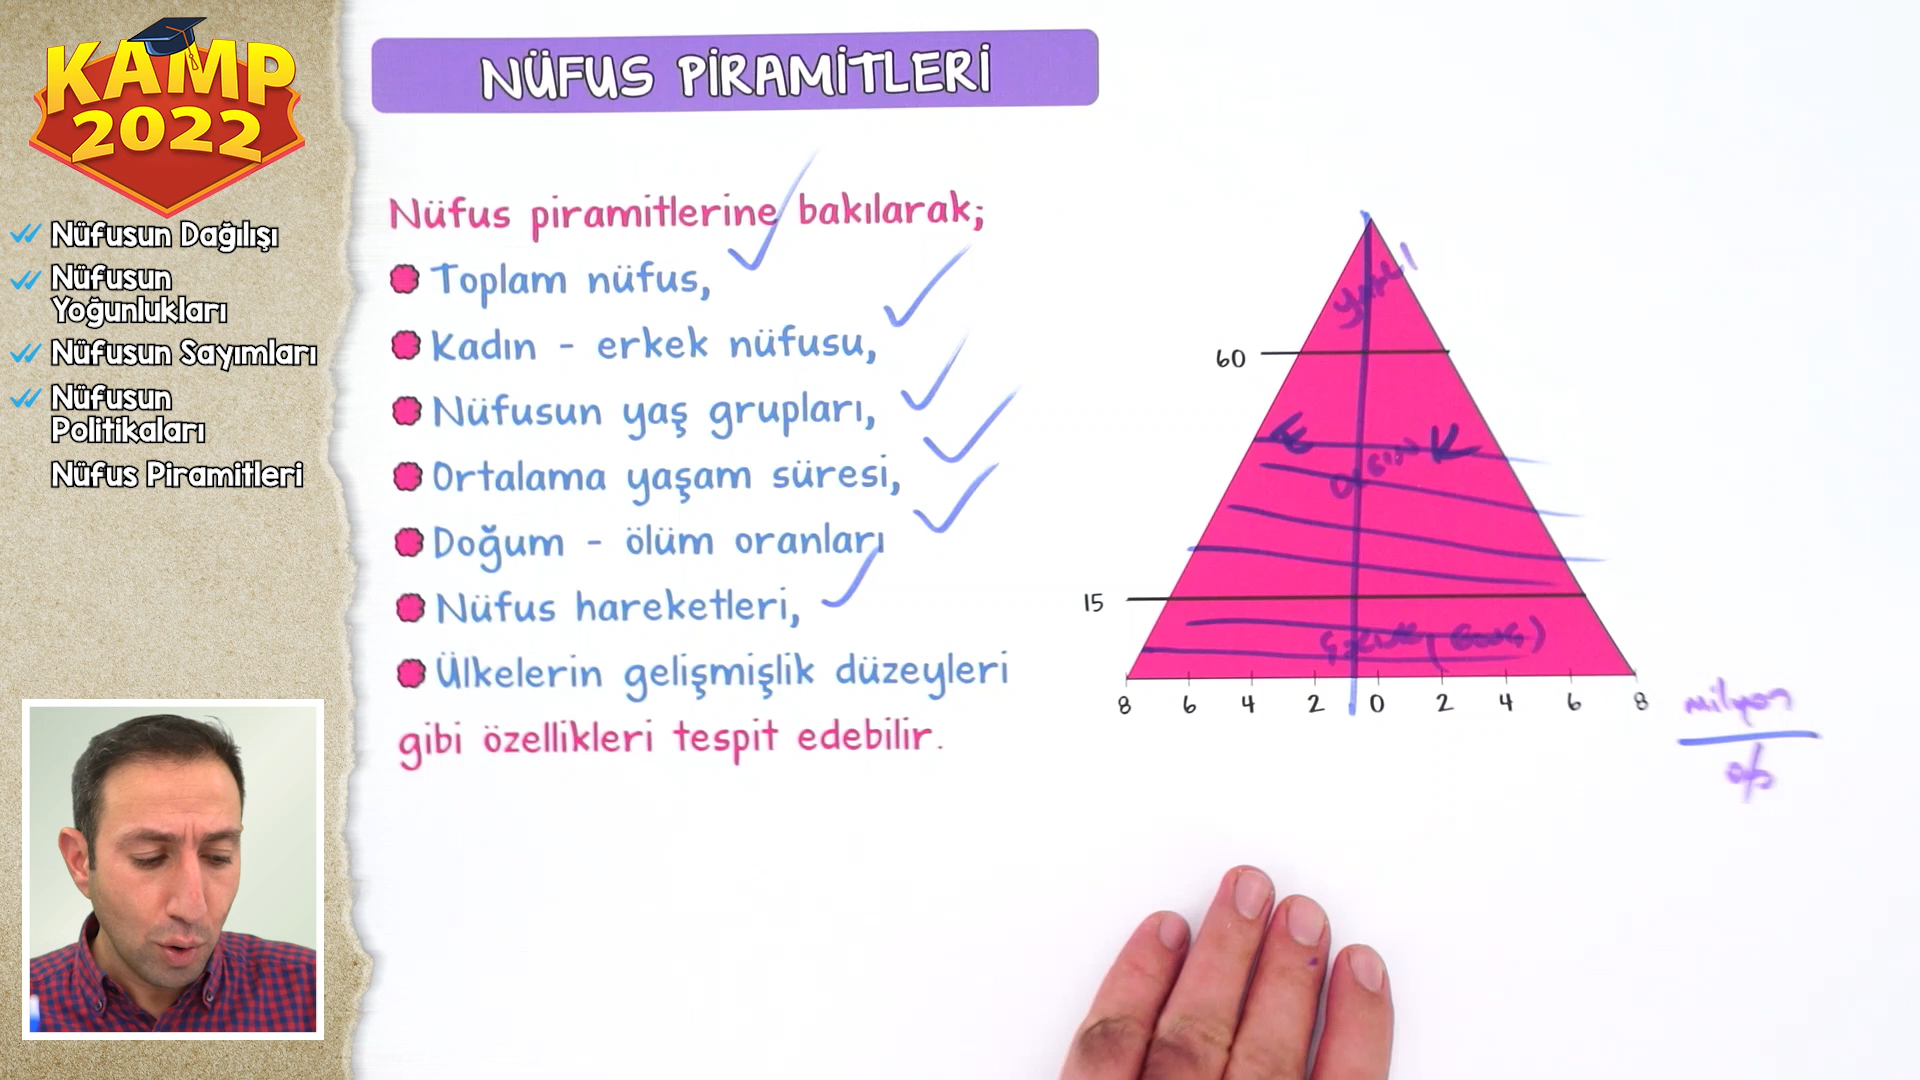 KAMP
2022
Nüfusun Dağılışı
Nüfusun
Yoğunlukları
Nüfusun Sayımları
Nüfusun
Politikaları
Nüfus Piramitleri
NÜFUS PİRAMİTLERİ
Nüfus piramitlerine bakılarak;
Toplam nüfus,
Kadın - erkek nüfusu,
Nüfusun yaş grupları,
Ortalama yaşam süresi,
Doğum - ölüm oranları
Nüfus hareketleri,
Ülkelerin gelişmişlik düzeyleri
gibi özellikleri tespit edebilir.
60
E K
15
8 6 4 2 0 2 4 6 8
milyon
%